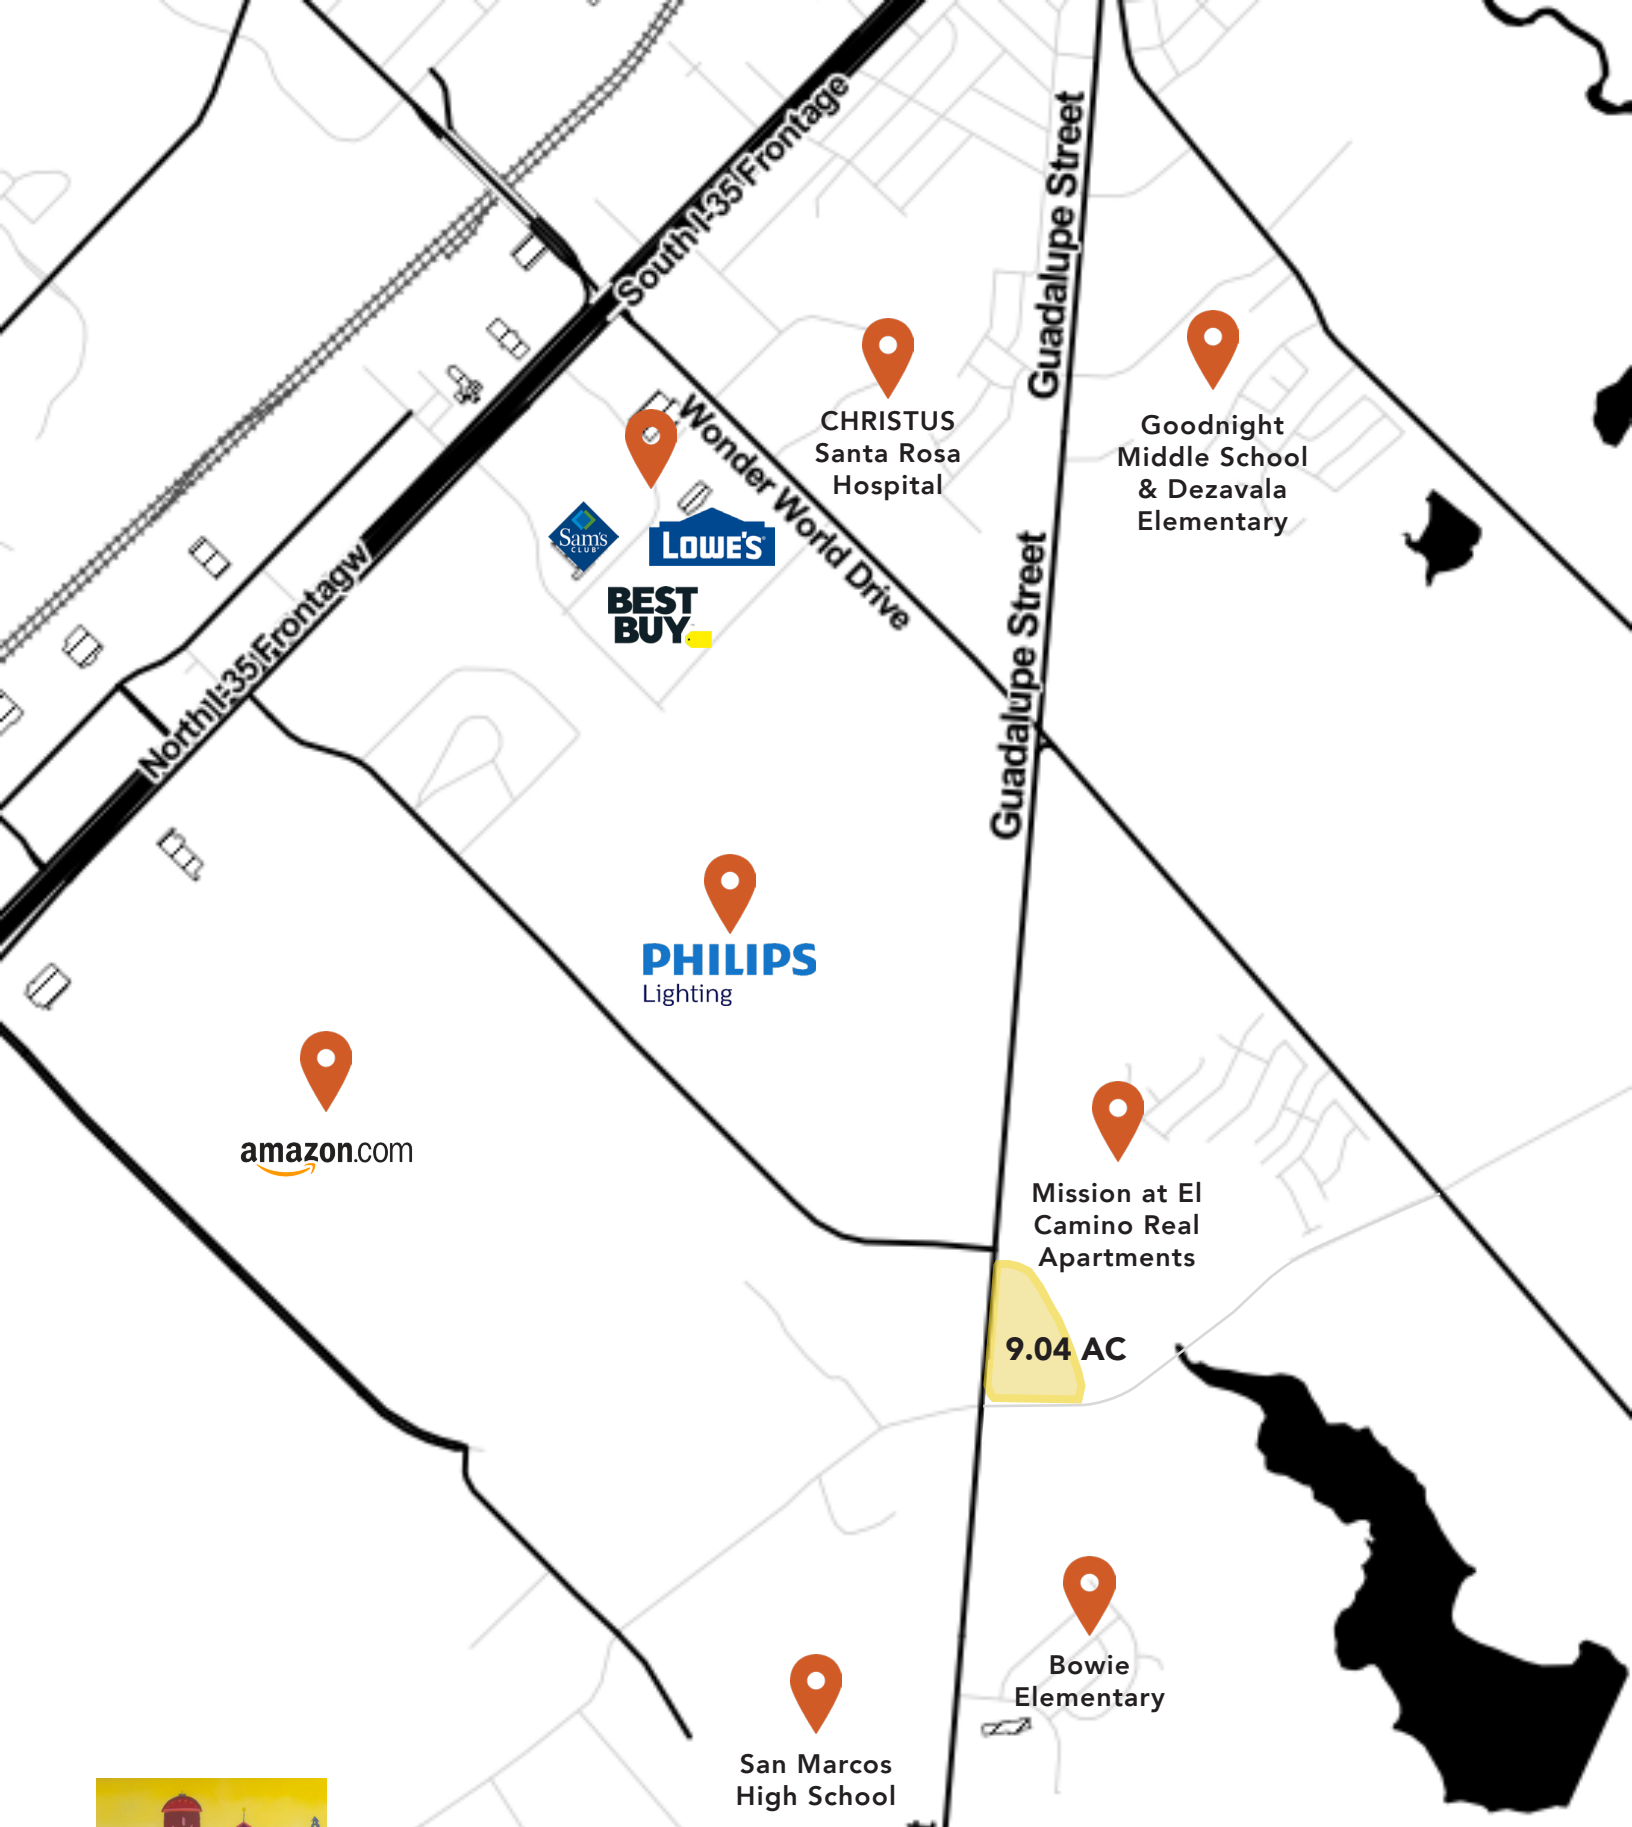 South I-35 Frontage
Guadalupe Street
CHRISTUS
Santa Rosa
Hospital
Goodnight
Middle School
& Dezavala
Elementary
Wonder World Drive
Sam's
CLUB
LOWE'S
BEST
BUY
Guadalupe Street
North I-35 Frontagw
Guadalupe Street
PHILIPS
Lighting
amazon.com
Mission at El
Camino Real
Apartments
9.04 AC
Bowie
Elementary
San Marcos
High School